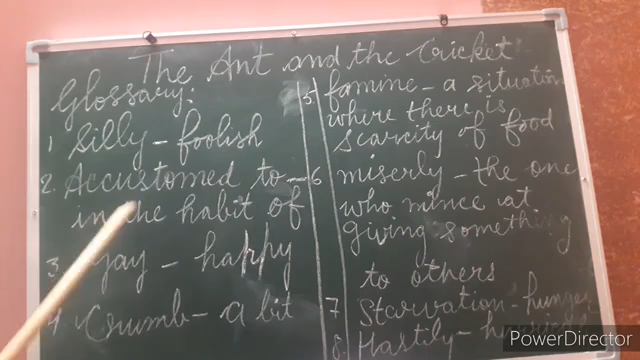 The Ant and the Cricket
Glossary:
1 Silly - foolish
2. Accustomed to -
in the habit of
3 Gay - happy
4 Crumb - a bit
5 famine - a situation
where there is
scarcity of food
6 miserly - the one
who mince at
giving something
to others
7 Starvation - hunger
8. Hastily -
PowerDirector